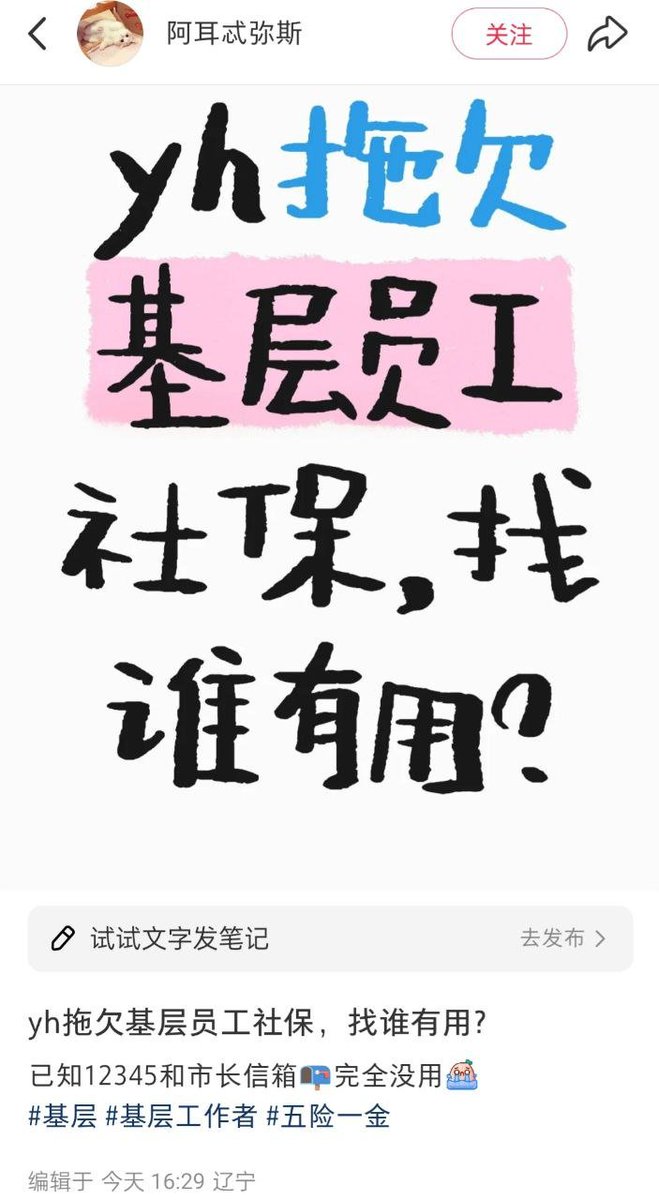 阿耳忒弥斯
关注
yh拖欠
基层员工
社保,找
谁有用?
试试文字发笔记
去发布
yh拖欠基层员工社保，找谁有用?
已知12345和市长信箱📫完全没用
#基层 #基层工作者 #五险一金
编辑于 今天 16:29 辽宁